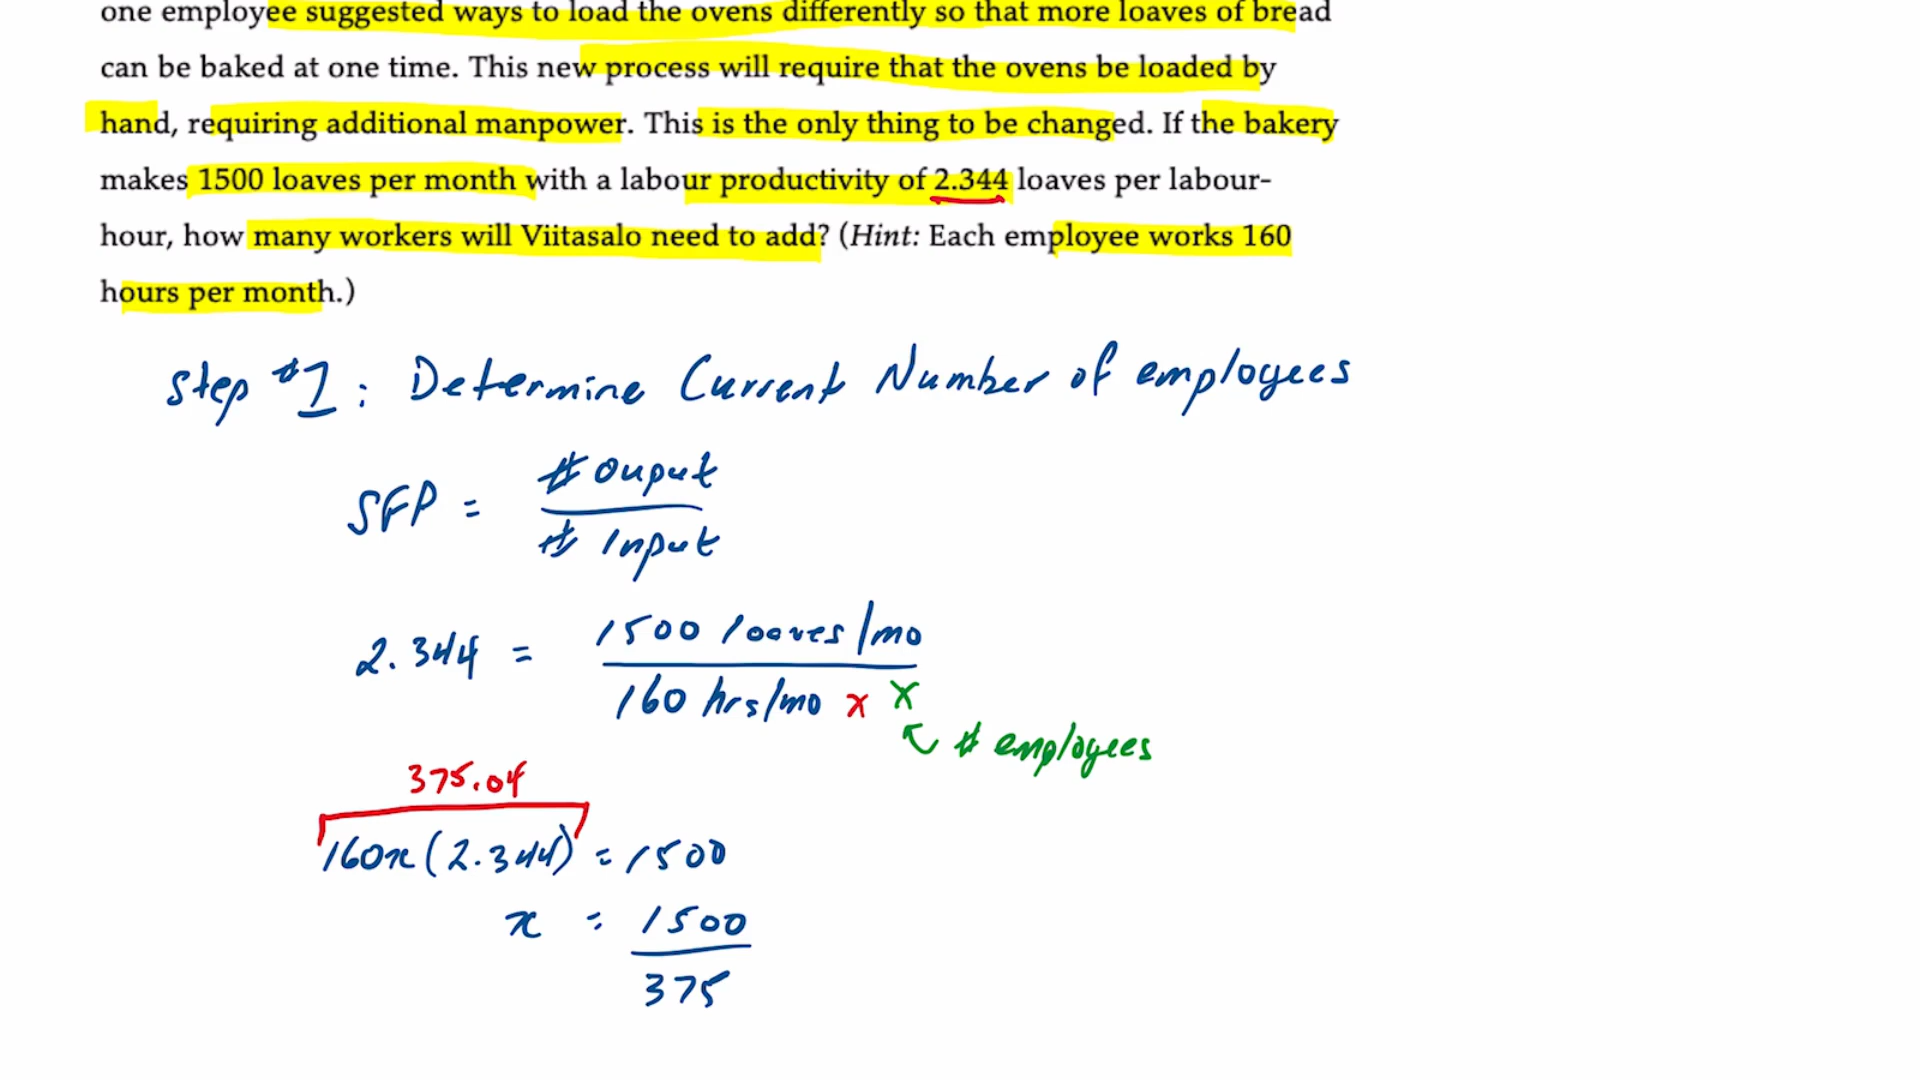 one employee suggested ways to load the ovens differently so that more loaves of bread
can be baked at one time. This new process will require that the ovens be loaded by
hand, requiring additional manpower. This is the only thing to be changed. If the bakery
makes 1500 loaves per month with a labour productivity of 2.344 loaves per labour-
hour, how many workers will Viitasalo need to add? (Hint: Each employee works 160
hours per month.)
Step #1: Determine Current Number of employees
SFP = # Ouput
# Input
2.344 = 1500 loaves/mo
160 hrs/mo x x
# employees
375.04
160x(2.344) = 1500
x = 1500
375